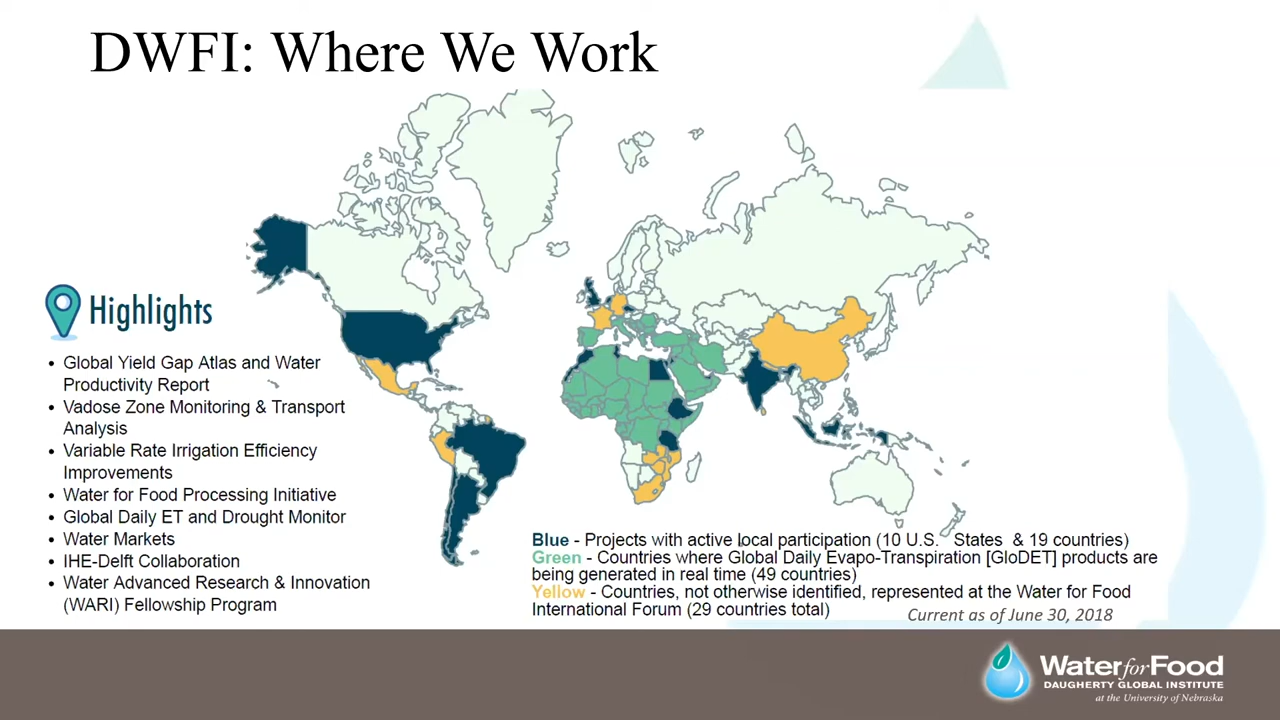 DWFI: Where We Work
Highlights
• Global Yield Gap Atlas and Water
Productivity Report
• Vadose Zone Monitoring & Transport
Analysis
• Variable Rate Irrigation Efficiency
Improvements
• Water for Food Processing Initiative
• Global Daily ET and Drought Monitor
• Water Markets
• IHE-Delft Collaboration
• Water Advanced Research & Innovation
(WARI) Fellowship Program
Blue - Projects with active local participation (10 U.S. States & 19 countries)
Green - Countries where Global Daily Evapo-Transpiration [GloDET] products are
being generated in real time (49 countries)
Yellow - Countries, not otherwise identified, represented at the Water for Food
International Forum (29 countries total)
Current as of June 30, 2018
Water for Food
DAUGHERTY GLOBAL INSTITUTE
at the University of Nebraska